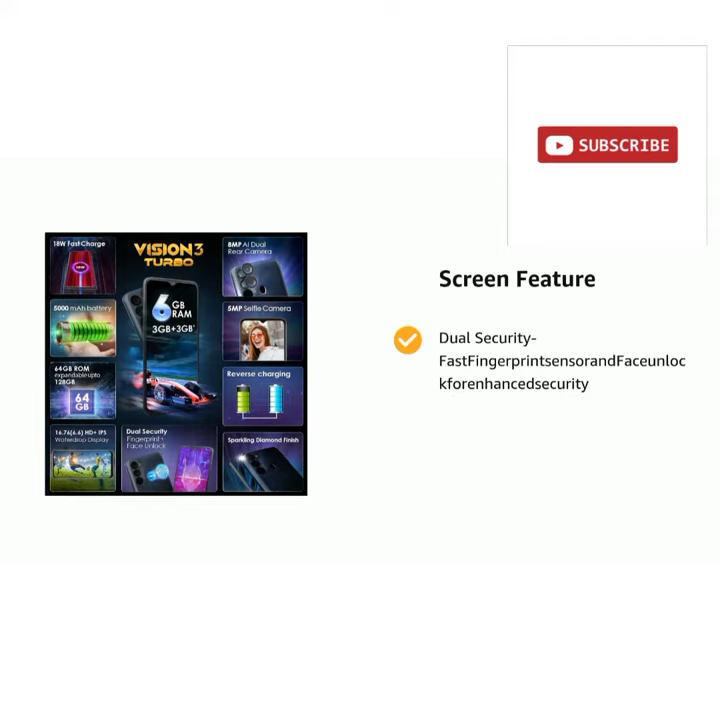 SUBSCRIBE
18W Fast Charge
VISION3
TURBO
8MP AI Dual
Rear Camera
5000 mAh battery
6 GB
RAM
3GB+3GB*
5MP Selfie Camera
64GB ROM
expandable upto
128GB
64
GB
Reverse charging
16.76(6.6) HD+ IPS
Waterdrop Display
Dual Security
Fingerprint +
Face Unlock
Sparkling Diamond Finish
Screen Feature
Dual Security-
FastFingerprintsensorandFaceunloc
kforenhancedsecurity